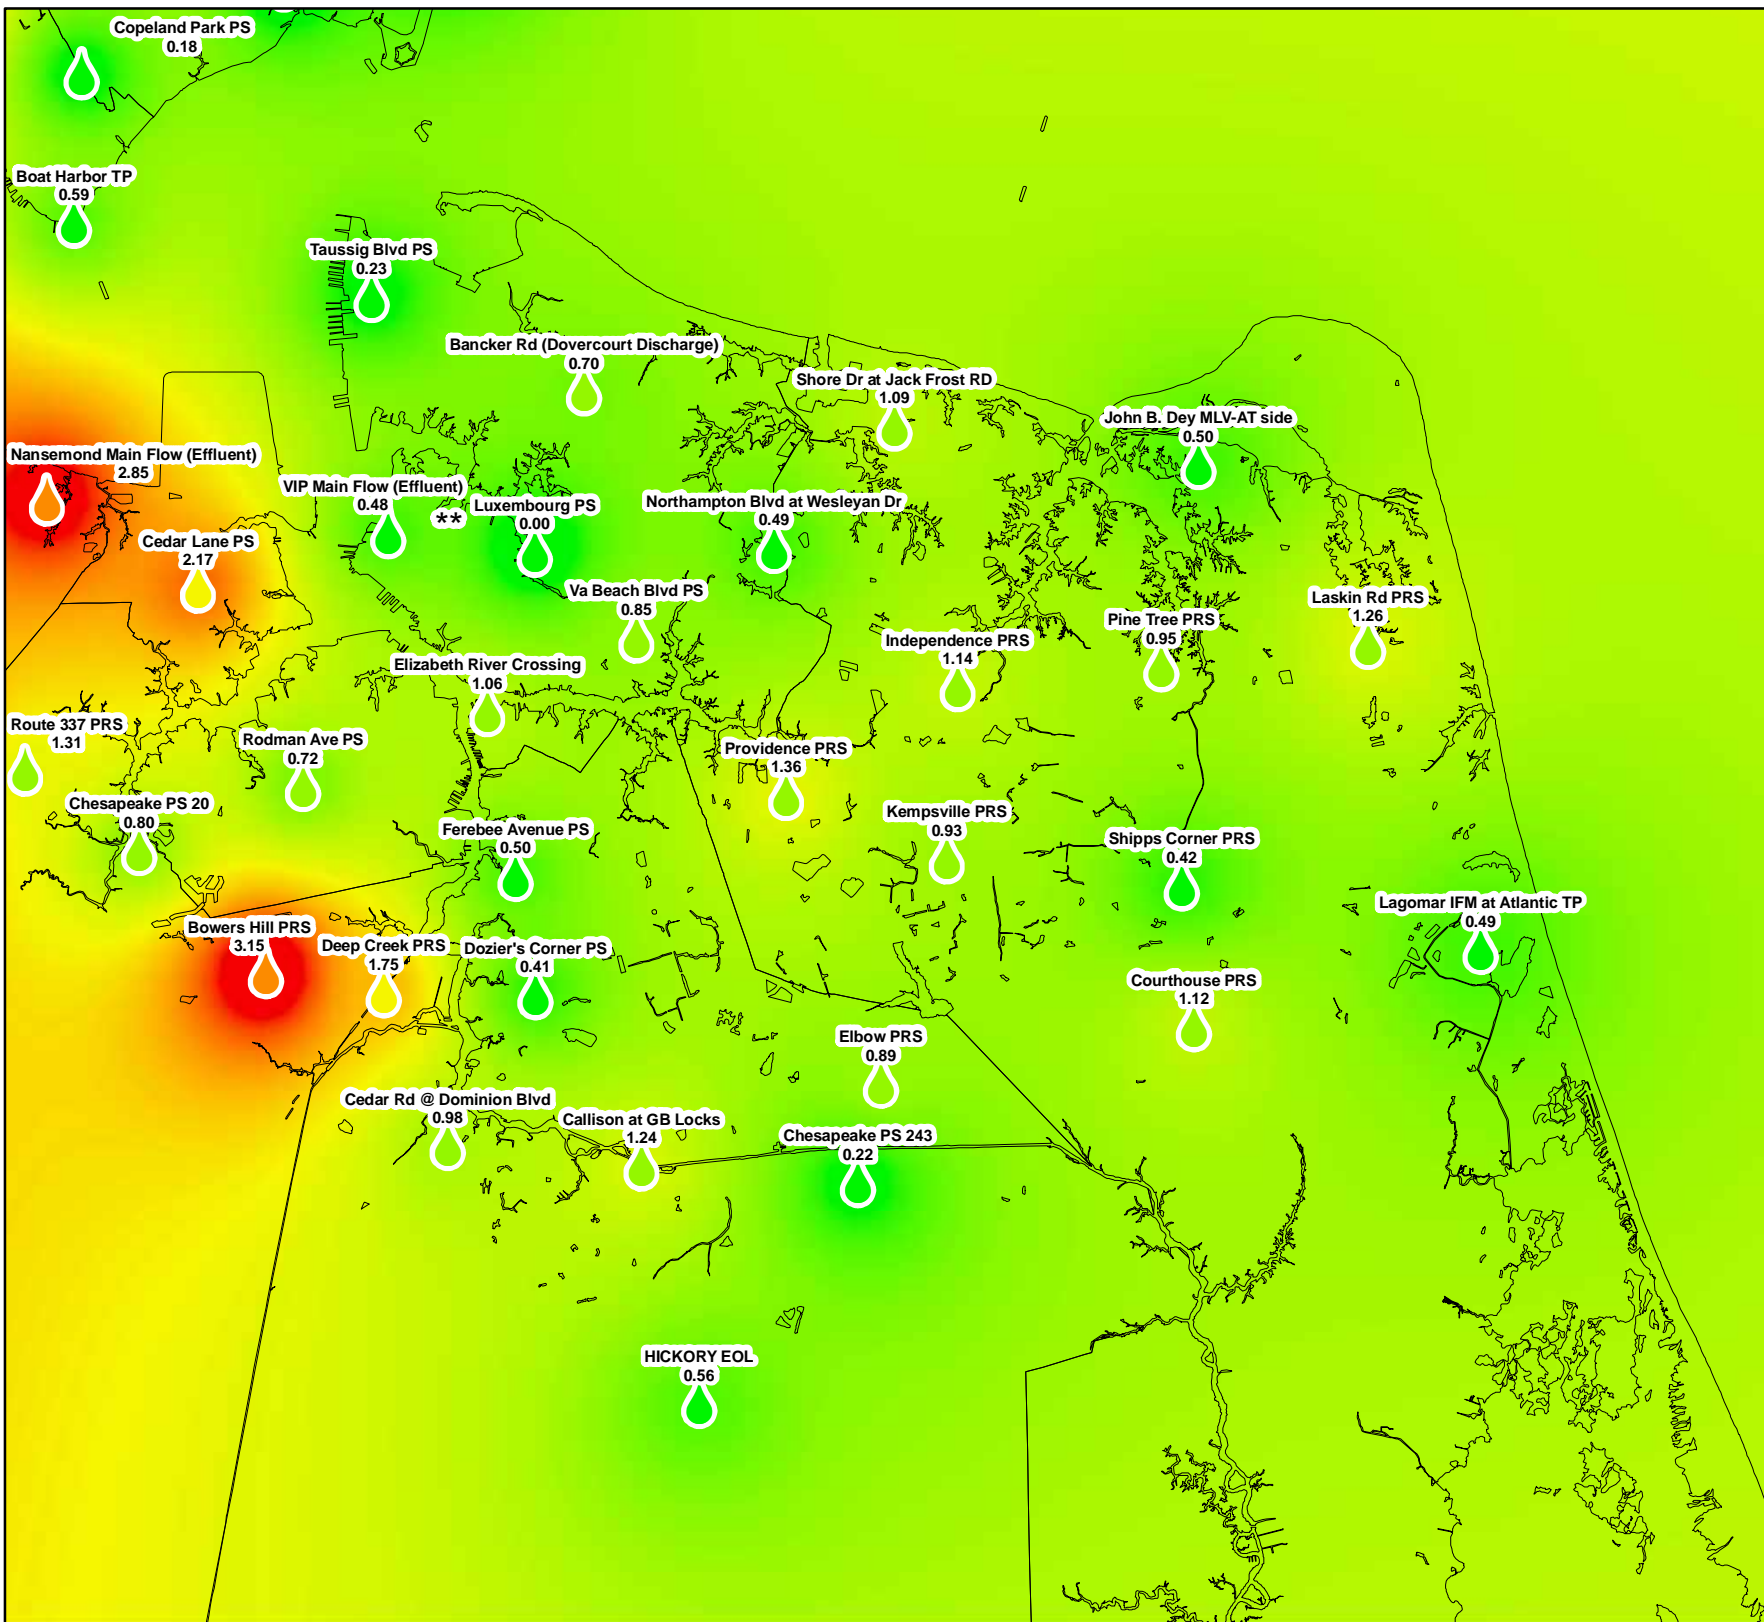 Copeland Park PS
0.18
Boat Harbor TP
0.59
Taussig Blvd PS
0.23
Bancker Rd (Dovercourt Discharge)
0.70
Shore Dr at Jack Frost RD
1.09
John B. Dey MLV-AT side
0.50
Nansemond Main Flow (Effluent)
2.85
VIP Main Flow (Effluent)
0.48
**
Luxembourg PS
0.00
Northampton Blvd at Wesleyan Dr
0.49
Cedar Lane PS
2.17
Va Beach Blvd PS
0.85
Laskin Rd PRS
1.26
Pine Tree PRS
0.95
Independence PRS
1.14
Elizabeth River Crossing
1.06
Route 337 PRS
1.31
Rodman Ave PS
0.72
Providence PRS
1.36
Chesapeake PS 20
0.80
Kempsville PRS
0.93
Ferebee Avenue PS
0.50
Shipps Corner PRS
0.42
Lagomar IFM at Atlantic TP
0.49
Bowers Hill PRS
3.15
Deep Creek PRS
1.75
Dozier's Corner PS
0.41
Courthouse PRS
1.12
Elbow PRS
0.89
Cedar Rd @ Dominion Blvd
0.98
Callison at GB Locks
1.24
Chesapeake PS 243
0.22
HICKORY EOL
0.56